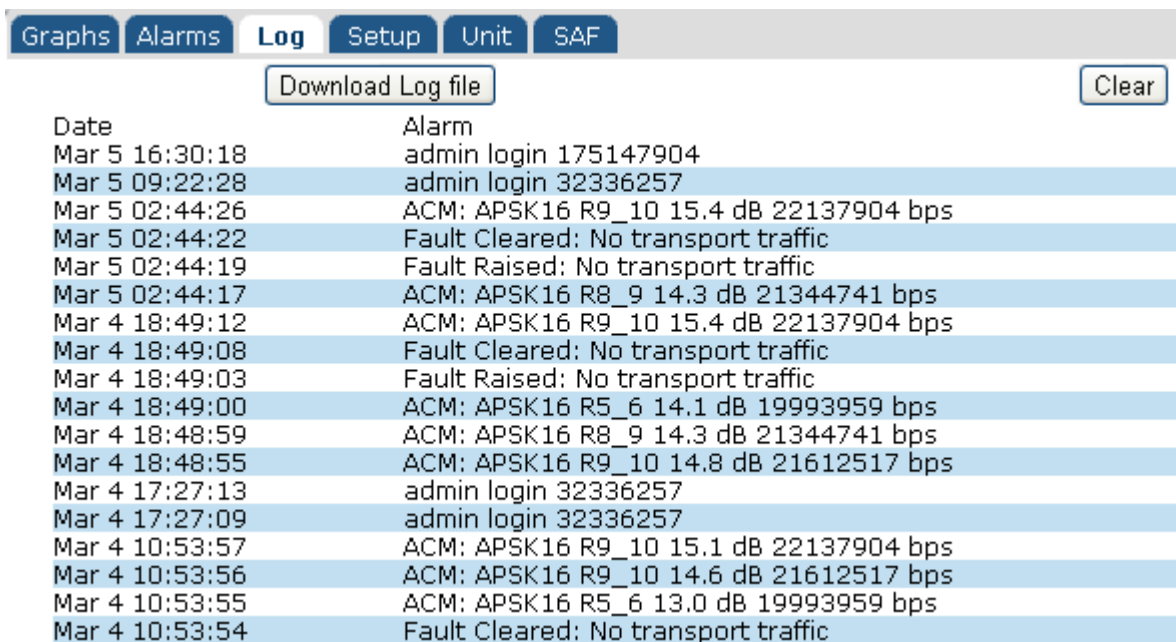 Graphs Alarms Log Setup Unit SAF
Download Log file Clear
Date Alarm
Mar 5 16:30:18 admin login 175147904
Mar 5 09:22:28 admin login 32336257
Mar 5 02:44:26 ACM: APSK16 R9_10 15.4 dB 22137904 bps
Mar 5 02:44:22 Fault Cleared: No transport traffic
Mar 5 02:44:19 Fault Raised: No transport traffic
Mar 5 02:44:17 ACM: APSK16 R8_9 14.3 dB 21344741 bps
Mar 4 18:49:12 ACM: APSK16 R9_10 15.4 dB 22137904 bps
Mar 4 18:49:08 Fault Cleared: No transport traffic
Mar 4 18:49:03 Fault Raised: No transport traffic
Mar 4 18:49:00 ACM: APSK16 R5_6 14.1 dB 19993959 bps
Mar 4 18:48:59 ACM: APSK16 R8_9 14.3 dB 21344741 bps
Mar 4 18:48:55 ACM: APSK16 R9_10 14.8 dB 21612517 bps
Mar 4 17:27:13 admin login 32336257
Mar 4 17:27:09 admin login 32336257
Mar 4 10:53:57 ACM: APSK16 R9_10 15.1 dB 22137904 bps
Mar 4 10:53:56 ACM: APSK16 R9_10 14.6 dB 21612517 bps
Mar 4 10:53:55 ACM: APSK16 R5_6 13.0 dB 19993959 bps
Mar 4 10:53:54 Fault Cleared: No transport traffic